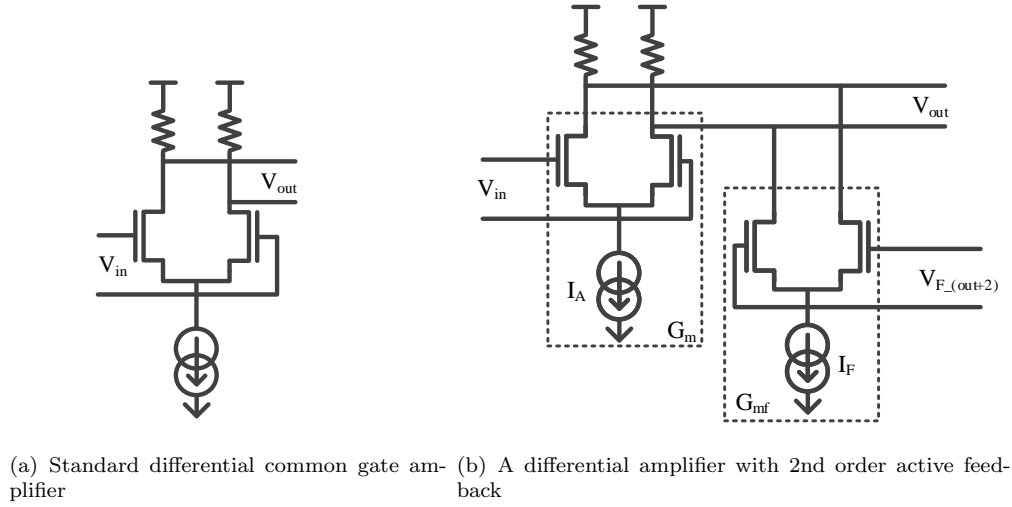 V_out
V_in
V_out
V_in
I_A
G_m
V_F_(out+2)
I_F
G_mf
(a) Standard differential common gate am-
plifier
(b) A differential amplifier with 2nd order active feed-
back